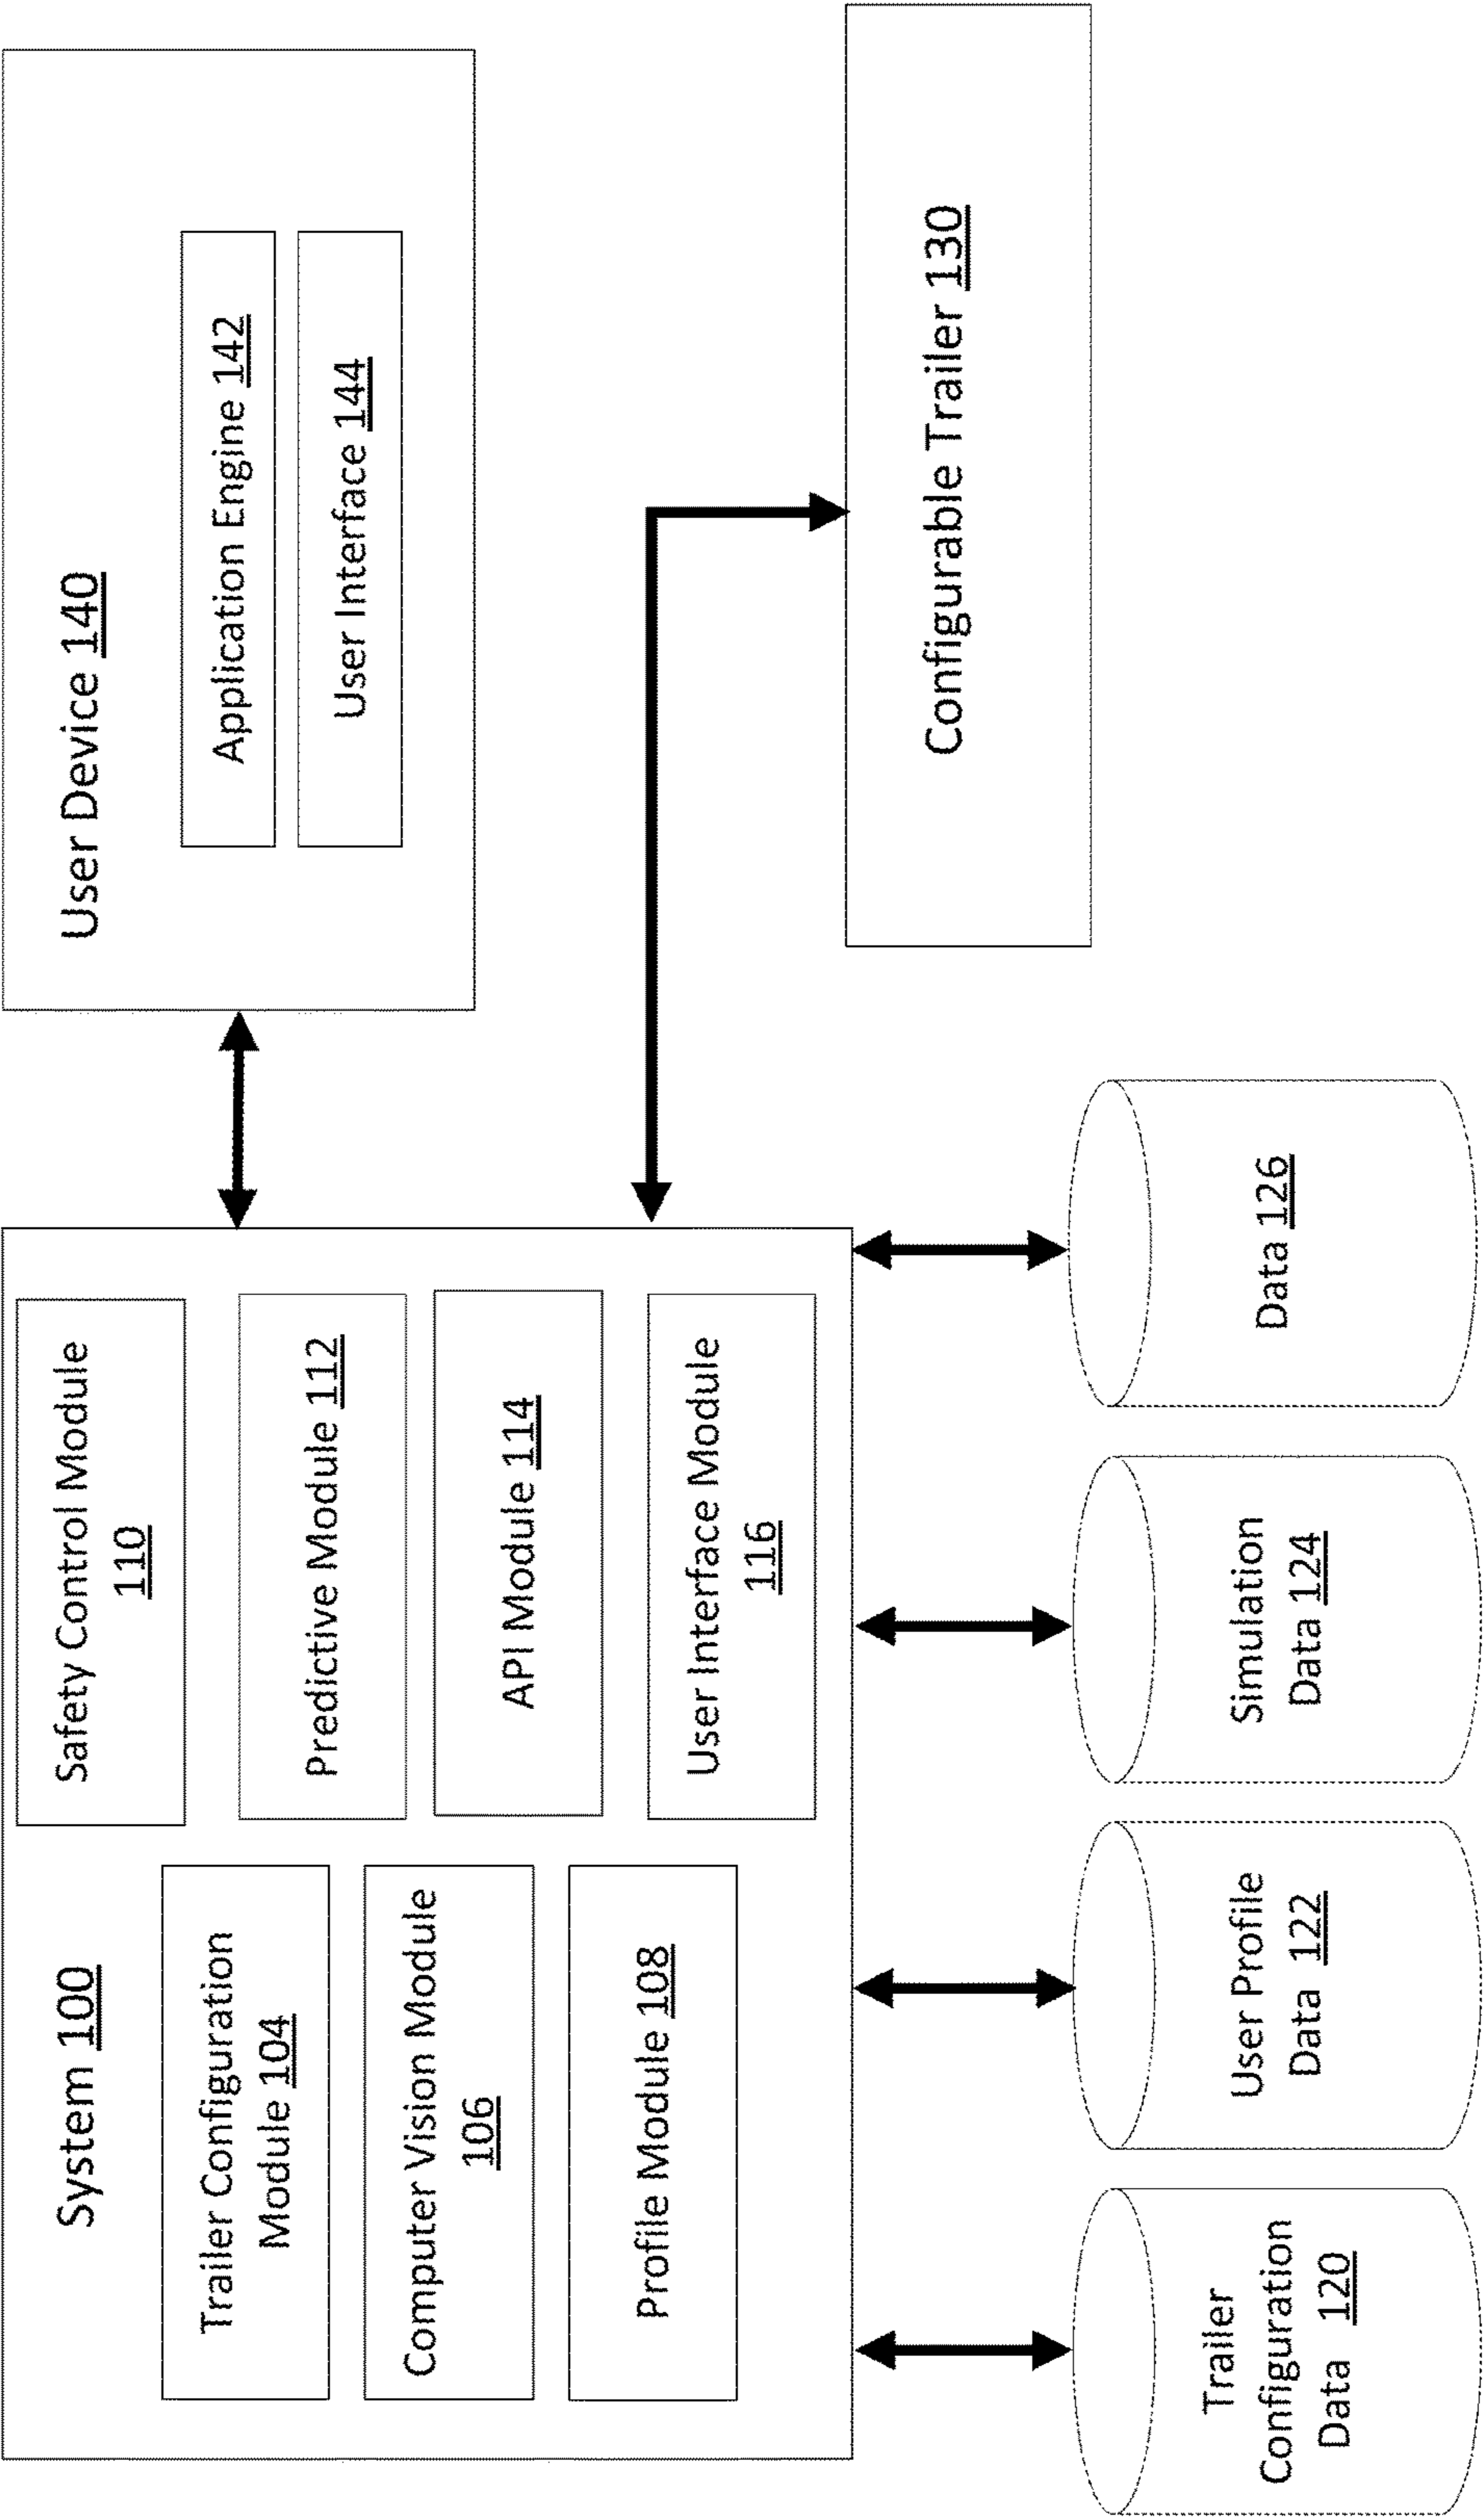 System 100
Trailer Configuration
Module 104
Computer Vision Module
106
Profile Module 108
Safety Control Module
110
Predictive Module 112
API Module 114
User Interface Module
116
User Device 140
Application Engine 142
User Interface 144
Configurable Trailer 130
Trailer
Configuration
Data 120
User Profile
Data 122
Simulation
Data 124
Data 126